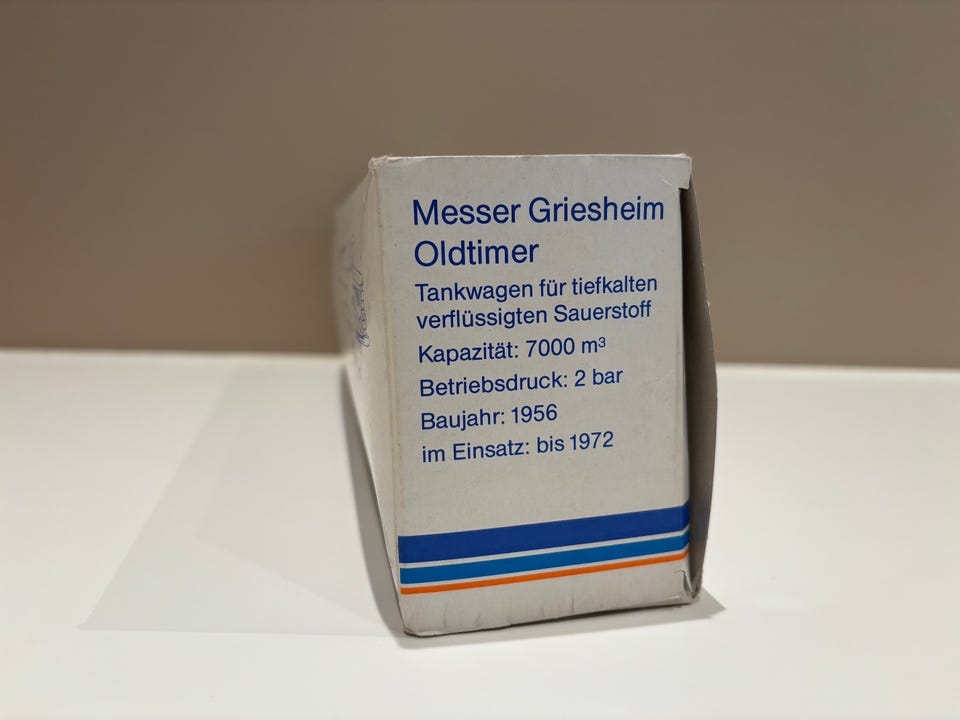 Messer Griesheim
Oldtimer
Tankwagen für tiefkalten
verflüssigten Sauerstoff
Kapazität: 7000 m³
Betriebsdruck: 2 bar
Baujahr: 1956
im Einsatz: bis 1972